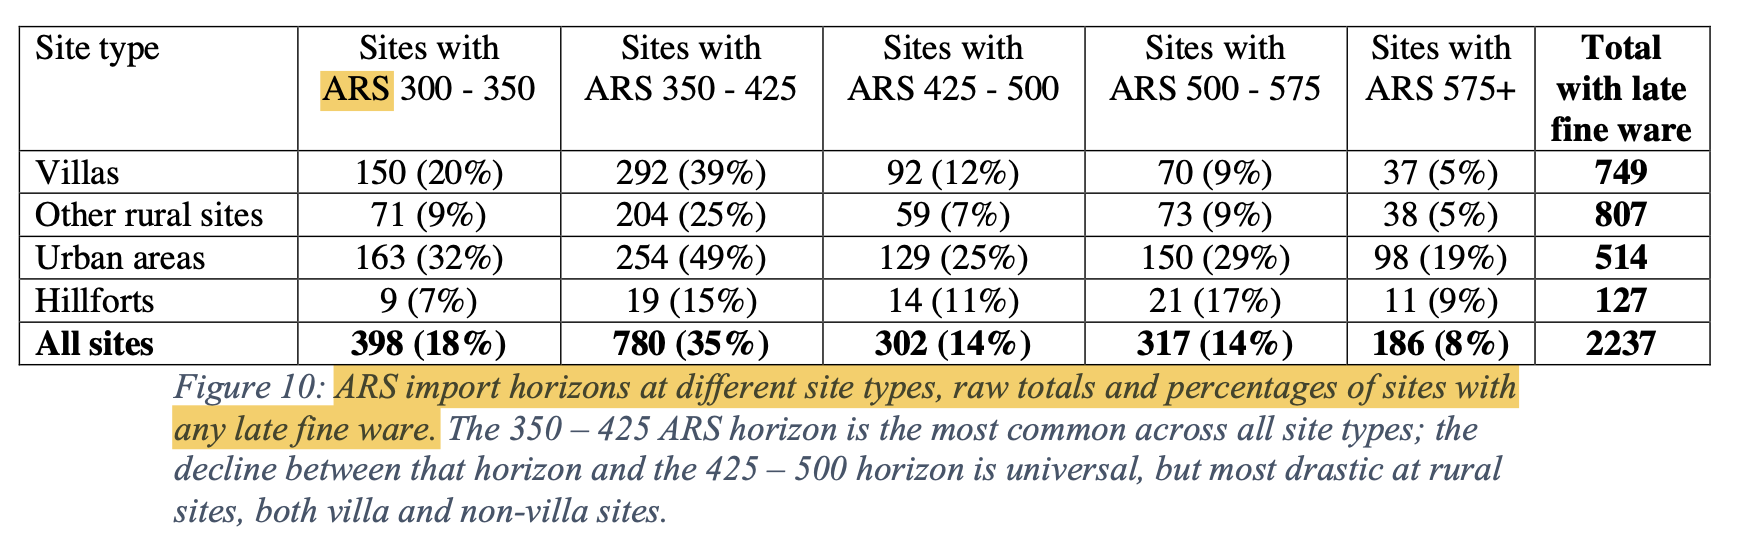 Site type Sites with ARS 300 - 350 Sites with ARS 350 - 425 Sites with ARS 425 - 500 Sites with ARS 500 - 575 Sites with ARS 575+ Total with late fine ware
Villas 150 (20%) 292 (39%) 92 (12%) 70 (9%) 37 (5%) 749
Other rural sites 71 (9%) 204 (25%) 59 (7%) 73 (9%) 38 (5%) 807
Urban areas 163 (32%) 254 (49%) 129 (25%) 150 (29%) 98 (19%) 514
Hillforts 9 (7%) 19 (15%) 14 (11%) 21 (17%) 11 (9%) 127
All sites 398 (18%) 780 (35%) 302 (14%) 317 (14%) 186 (8%) 2237
Figure 10: ARS import horizons at different site types, raw totals and percentages of sites with
any late fine ware. The 350 – 425 ARS horizon is the most common across all site types; the
decline between that horizon and the 425 – 500 horizon is universal, but most drastic at rural
sites, both villa and non-villa sites.